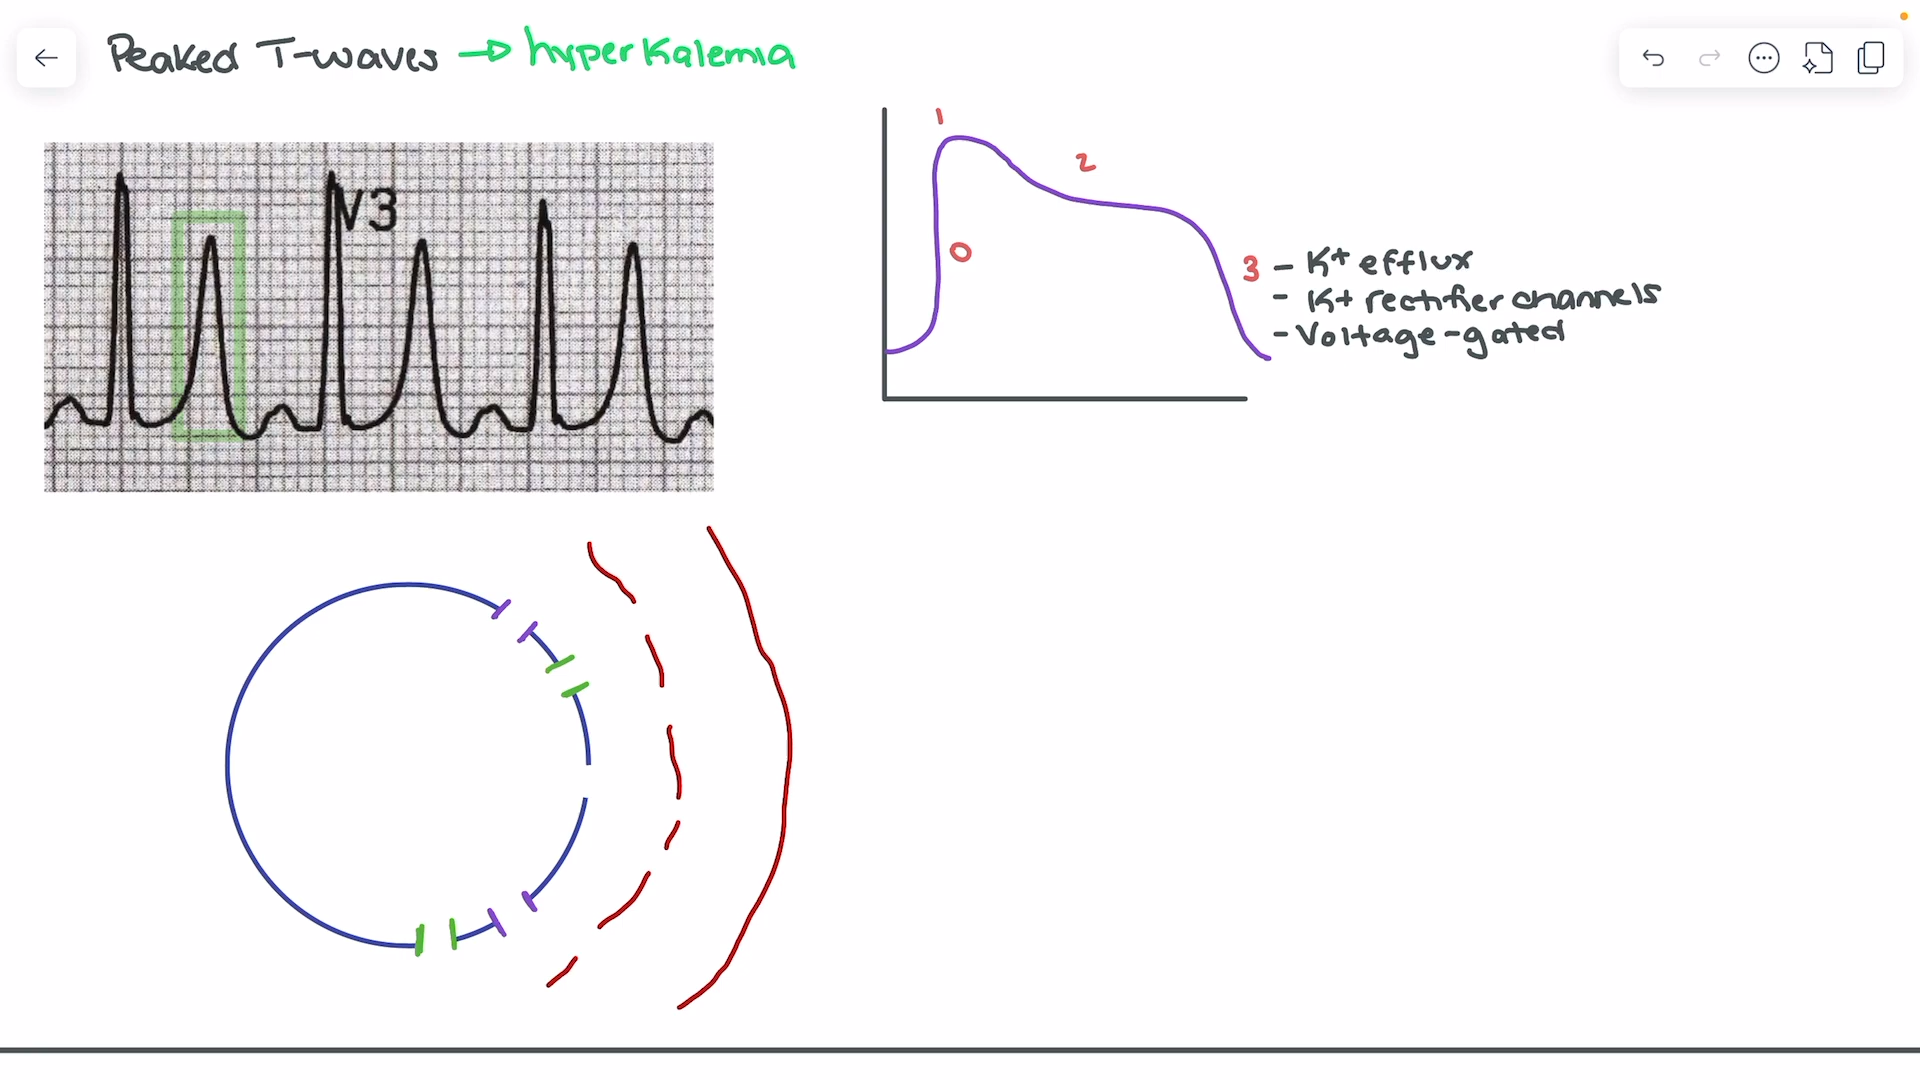 Peaked T-waves → hyperkalemia
V3
1
2
0
3 - K+ efflux
- K+ rectifier channels
- Voltage-gated